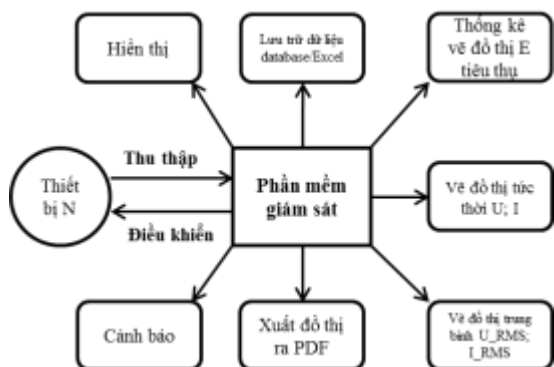 Hiển thị
Lưu trữ dữ liệu
database/Excel
Thống kê
vẽ đồ thị E
tiêu thụ
Thiết
bị N
Thu thập
Điều khiển
Phần mềm
giám sát
Vẽ đồ thị tức
thời U; I
Cảnh báo
Xuất đồ thị
ra PDF
Vẽ đồ thị trung
bình U_RMS;
I_RMS